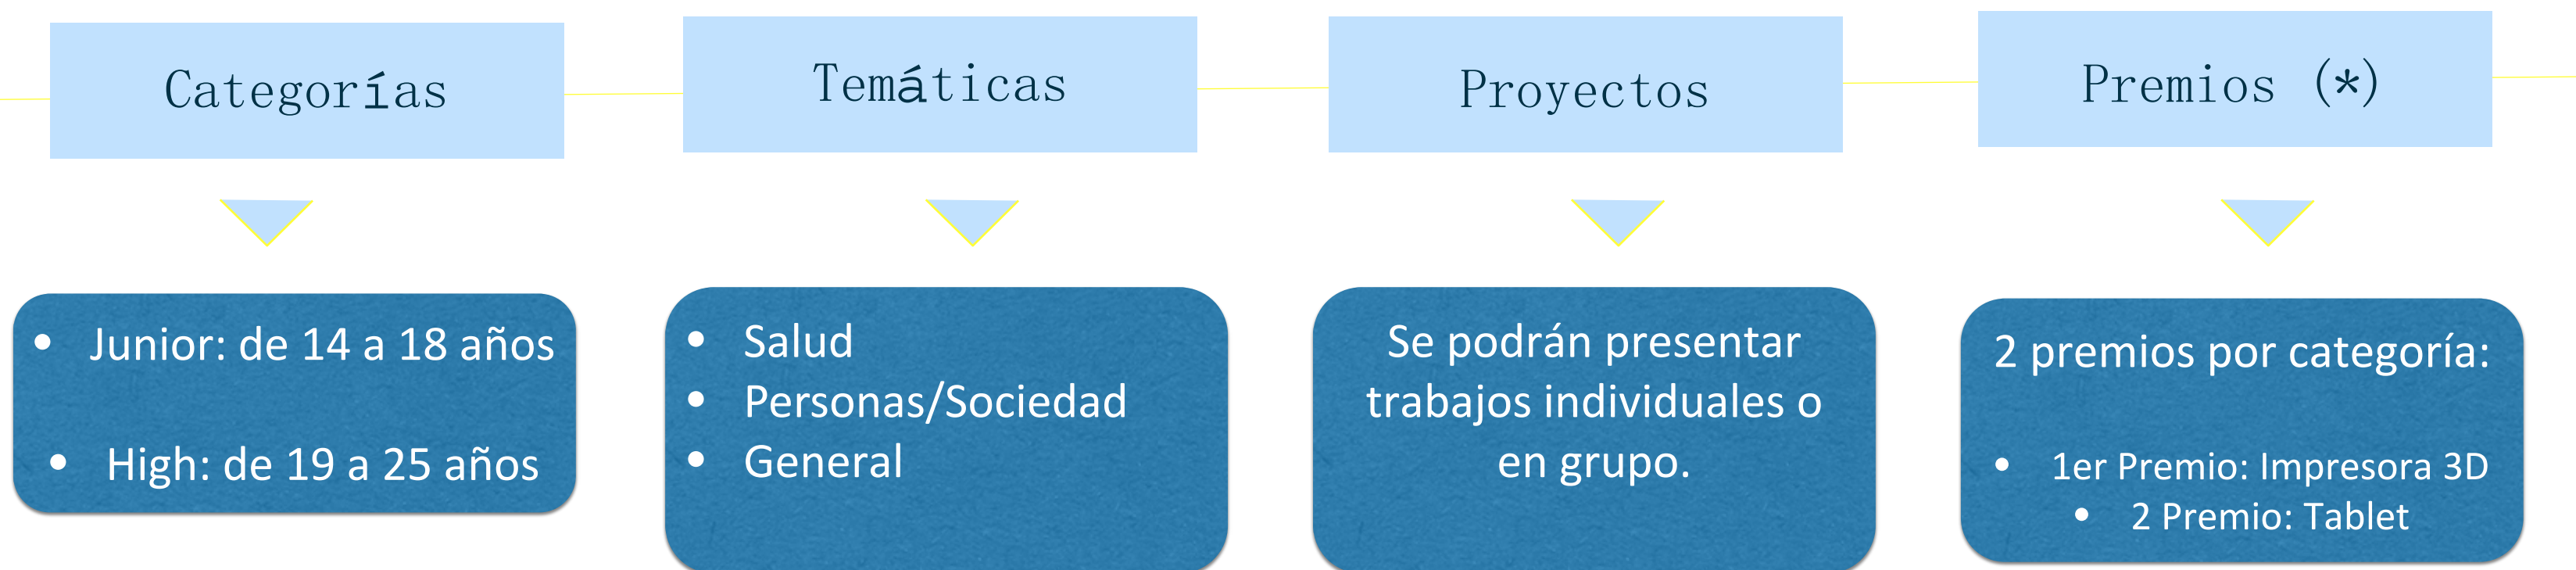 Categorías
Temáticas
Proyectos
Premios (*)
• Junior: de 14 a 18 años
• High: de 19 a 25 años
• Salud
• Personas/Sociedad
• General
Se podrán presentar
trabajos individuales o
en grupo.
2 premios por categoría:
• 1er Premio: Impresora 3D
• 2 Premio: Tablet